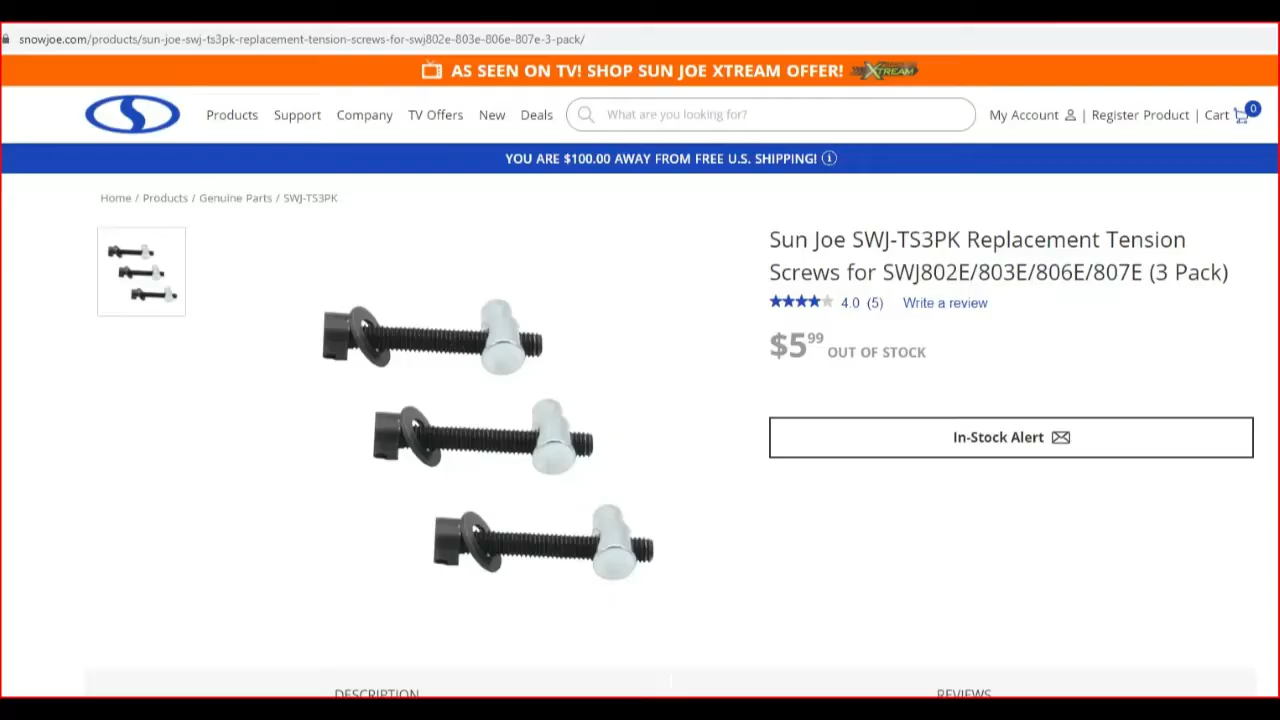 snowjoe.com/products/sun-joe-swj-ts3pk-replacement-tension-screws-for-swj802e-803e-806e-807e-3-pack/
AS SEEN ON TV! SHOP SUN JOE XTREAM OFFER! XTREAM
Products Support Company TV Offers New Deals What are you looking for? My Account | Register Product | Cart 0
YOU ARE $100.00 AWAY FROM FREE U.S. SHIPPING!
Home / Products / Genuine Parts / SWJ-TS3PK
Sun Joe SWJ-TS3PK Replacement Tension
Screws for SWJ802E/803E/806E/807E (3 Pack)
4.0 (5) Write a review
$5.99 OUT OF STOCK
In-Stock Alert
DESCRIPTION REVIEWS